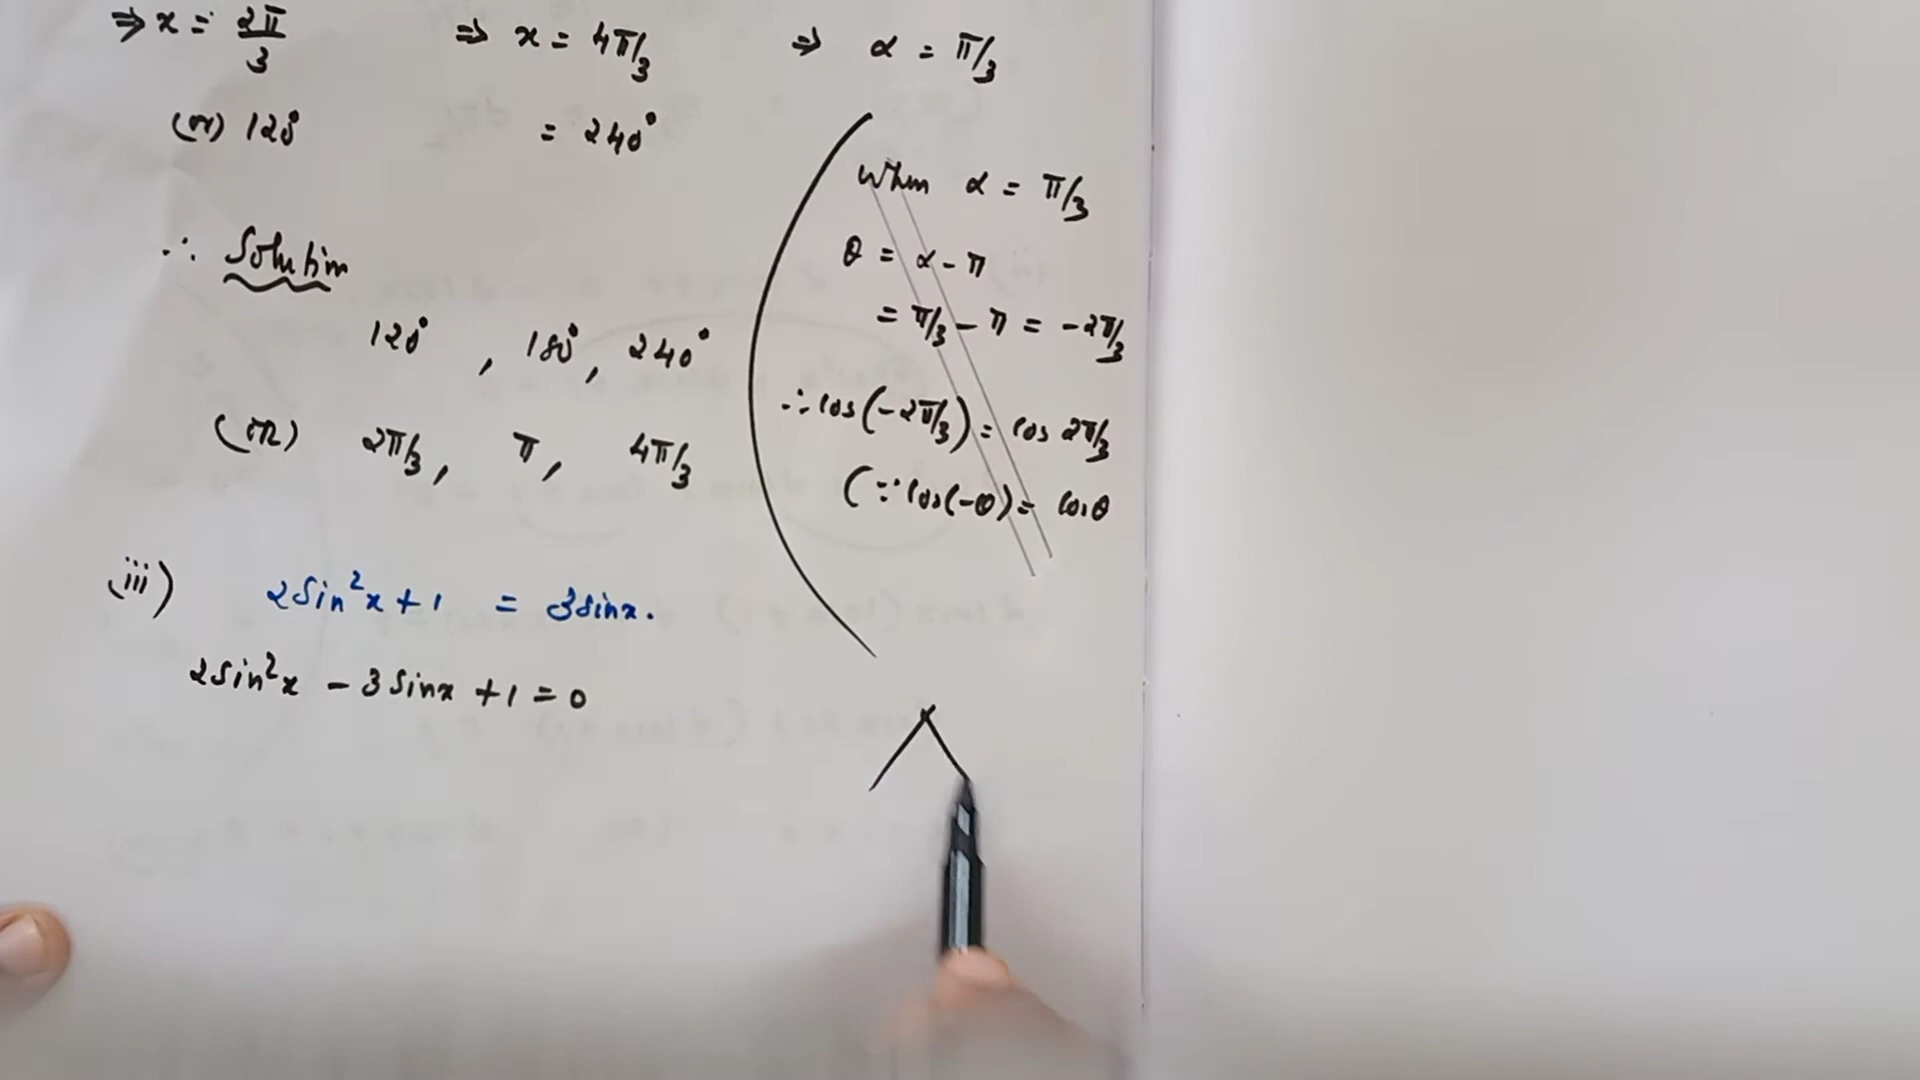 ⇒ x = 2π/3 ⇒ x = 4π/3 ⇒ α = π/3
(or) 120° = 240°
∴ Solution
120°, 180°, 240°
(or) 2π/3, π, 4π/3
When α = π/3
θ = α - π
= π/3 - π = -2π/3
∴ cos(-2π/3) = cos 2π/3
(∵ cos(-θ) = cosθ
iii) 2Sin²x + 1 = 3sinx.
2Sin²x - 3Sinx + 1 = 0